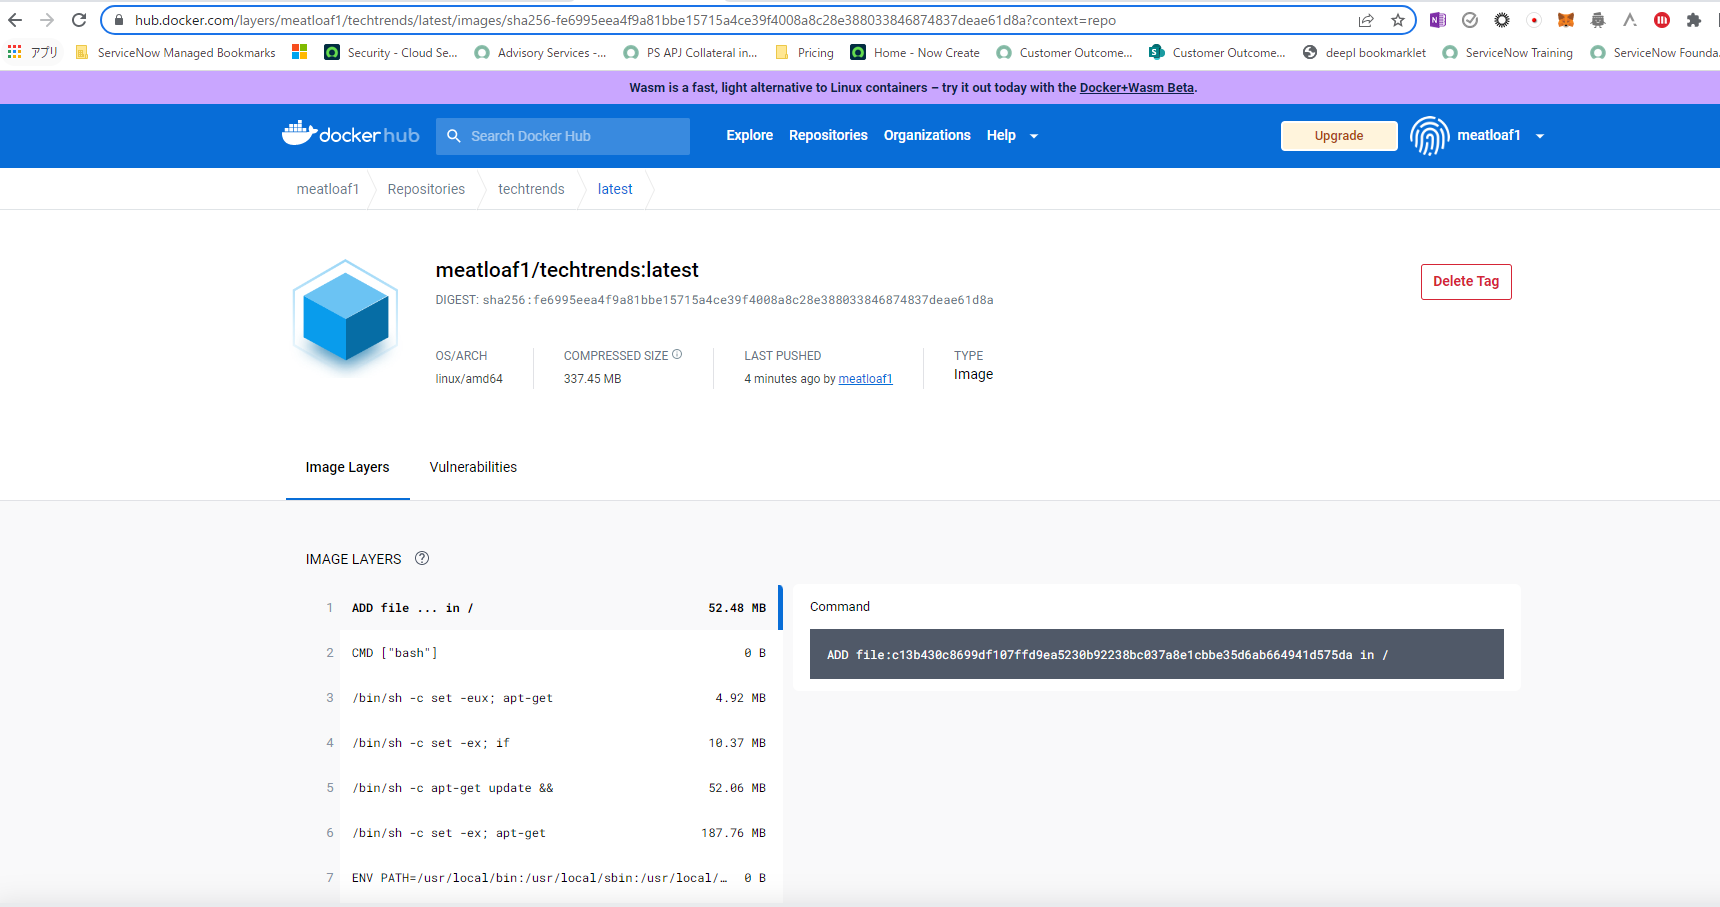 hub.docker.com/layers/meatloaf1/techtrends/latest/images/sha256-fe6995eea4f9a81bbe15715a4ce39f4008a8c28e388033846874837deae61d8a?context=repo
アプリ ServiceNow Managed Bookmarks Security - Cloud Se... Advisory Services -... PS APJ Collateral in... Pricing Home - Now Create Customer Outcome... Customer Outcome... deepl bookmarklet ServiceNow Training ServiceNow Founda
Wasm is a fast, light alternative to Linux containers – try it out today with the Docker+Wasm Beta.
docker hub Search Docker Hub Explore Repositories Organizations Help Upgrade meatloaf1
meatloaf1 Repositories techtrends latest
meatloaf1/techtrends:latest
Delete Tag
DIGEST: sha256:fe6995eea4f9a81bbe15715a4ce39f4008a8c28e388033846874837deae61d8a
OS/ARCH COMPRESSED SIZE LAST PUSHED TYPE
linux/amd64 337.45 MB 4 minutes ago by meatloaf1 Image
Image Layers Vulnerabilities
IMAGE LAYERS
1 ADD file ... in / 52.48 MB
Command
ADD file:c13b430c8699df107ffd9ea5230b92238bc037a8e1cbbe35d6ab664941d575da in /
2 CMD ["bash"] 0 B
3 /bin/sh -c set -eux; apt-get 4.92 MB
4 /bin/sh -c set -ex; if 10.37 MB
5 /bin/sh -c apt-get update && 52.06 MB
6 /bin/sh -c set -ex; apt-get 187.76 MB
7 ENV PATH=/usr/local/bin:/usr/local/sbin:/usr/local/… 0 B